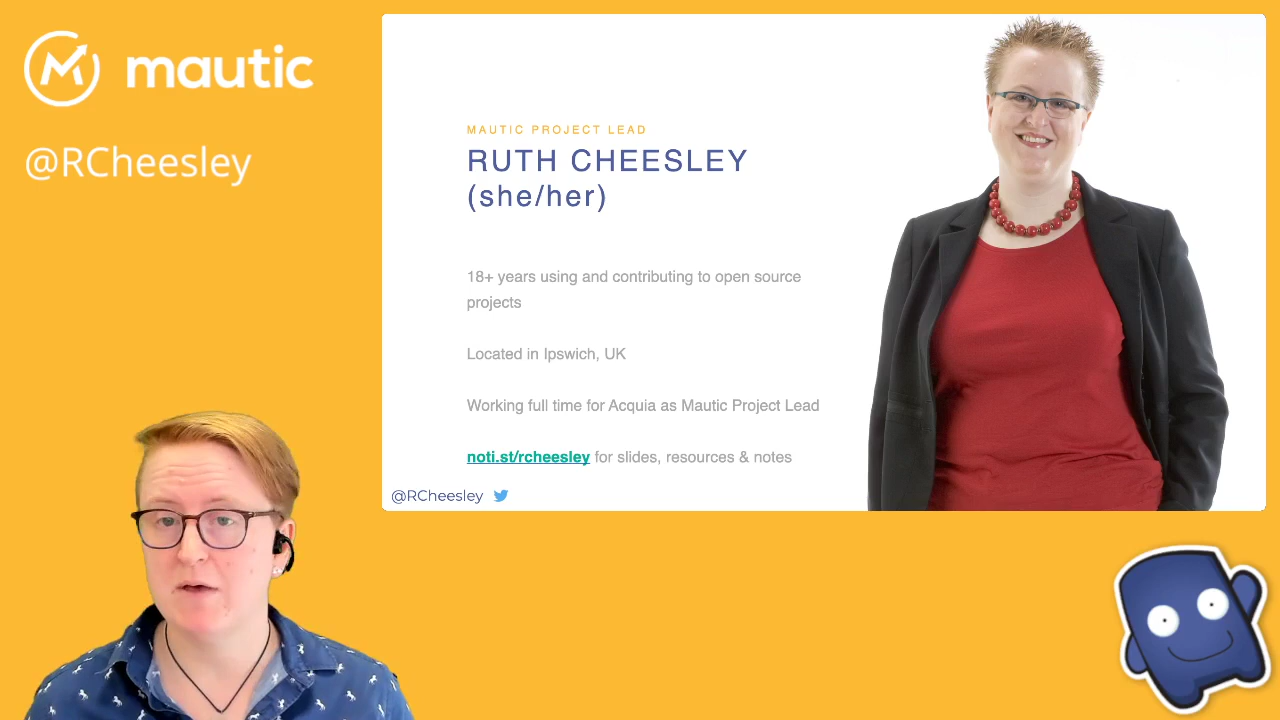 mautic
@RCheesley
MAUTIC PROJECT LEAD
RUTH CHEESLEY
(she/her)
18+ years using and contributing to open source
projects
Located in Ipswich, UK
Working full time for Acquia as Mautic Project Lead
noti.st/rcheesley for slides, resources & notes
@RCheesley